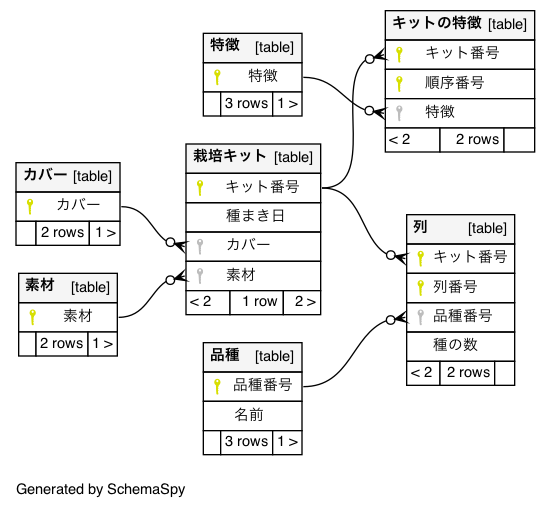 特徴 [table]
特徴
3 rows 1 >
キットの特徴 [table]
キット番号
順序番号
特徴
< 2 2 rows
カバー [table]
カバー
2 rows 1 >
素材 [table]
素材
2 rows 1 >
栽培キット [table]
キット番号
種まき日
カバー
素材
< 2 1 row 2 >
列 [table]
キット番号
列番号
品種番号
種の数
< 2 2 rows
品種 [table]
品種番号
名前
3 rows 1 >
Generated by SchemaSpy